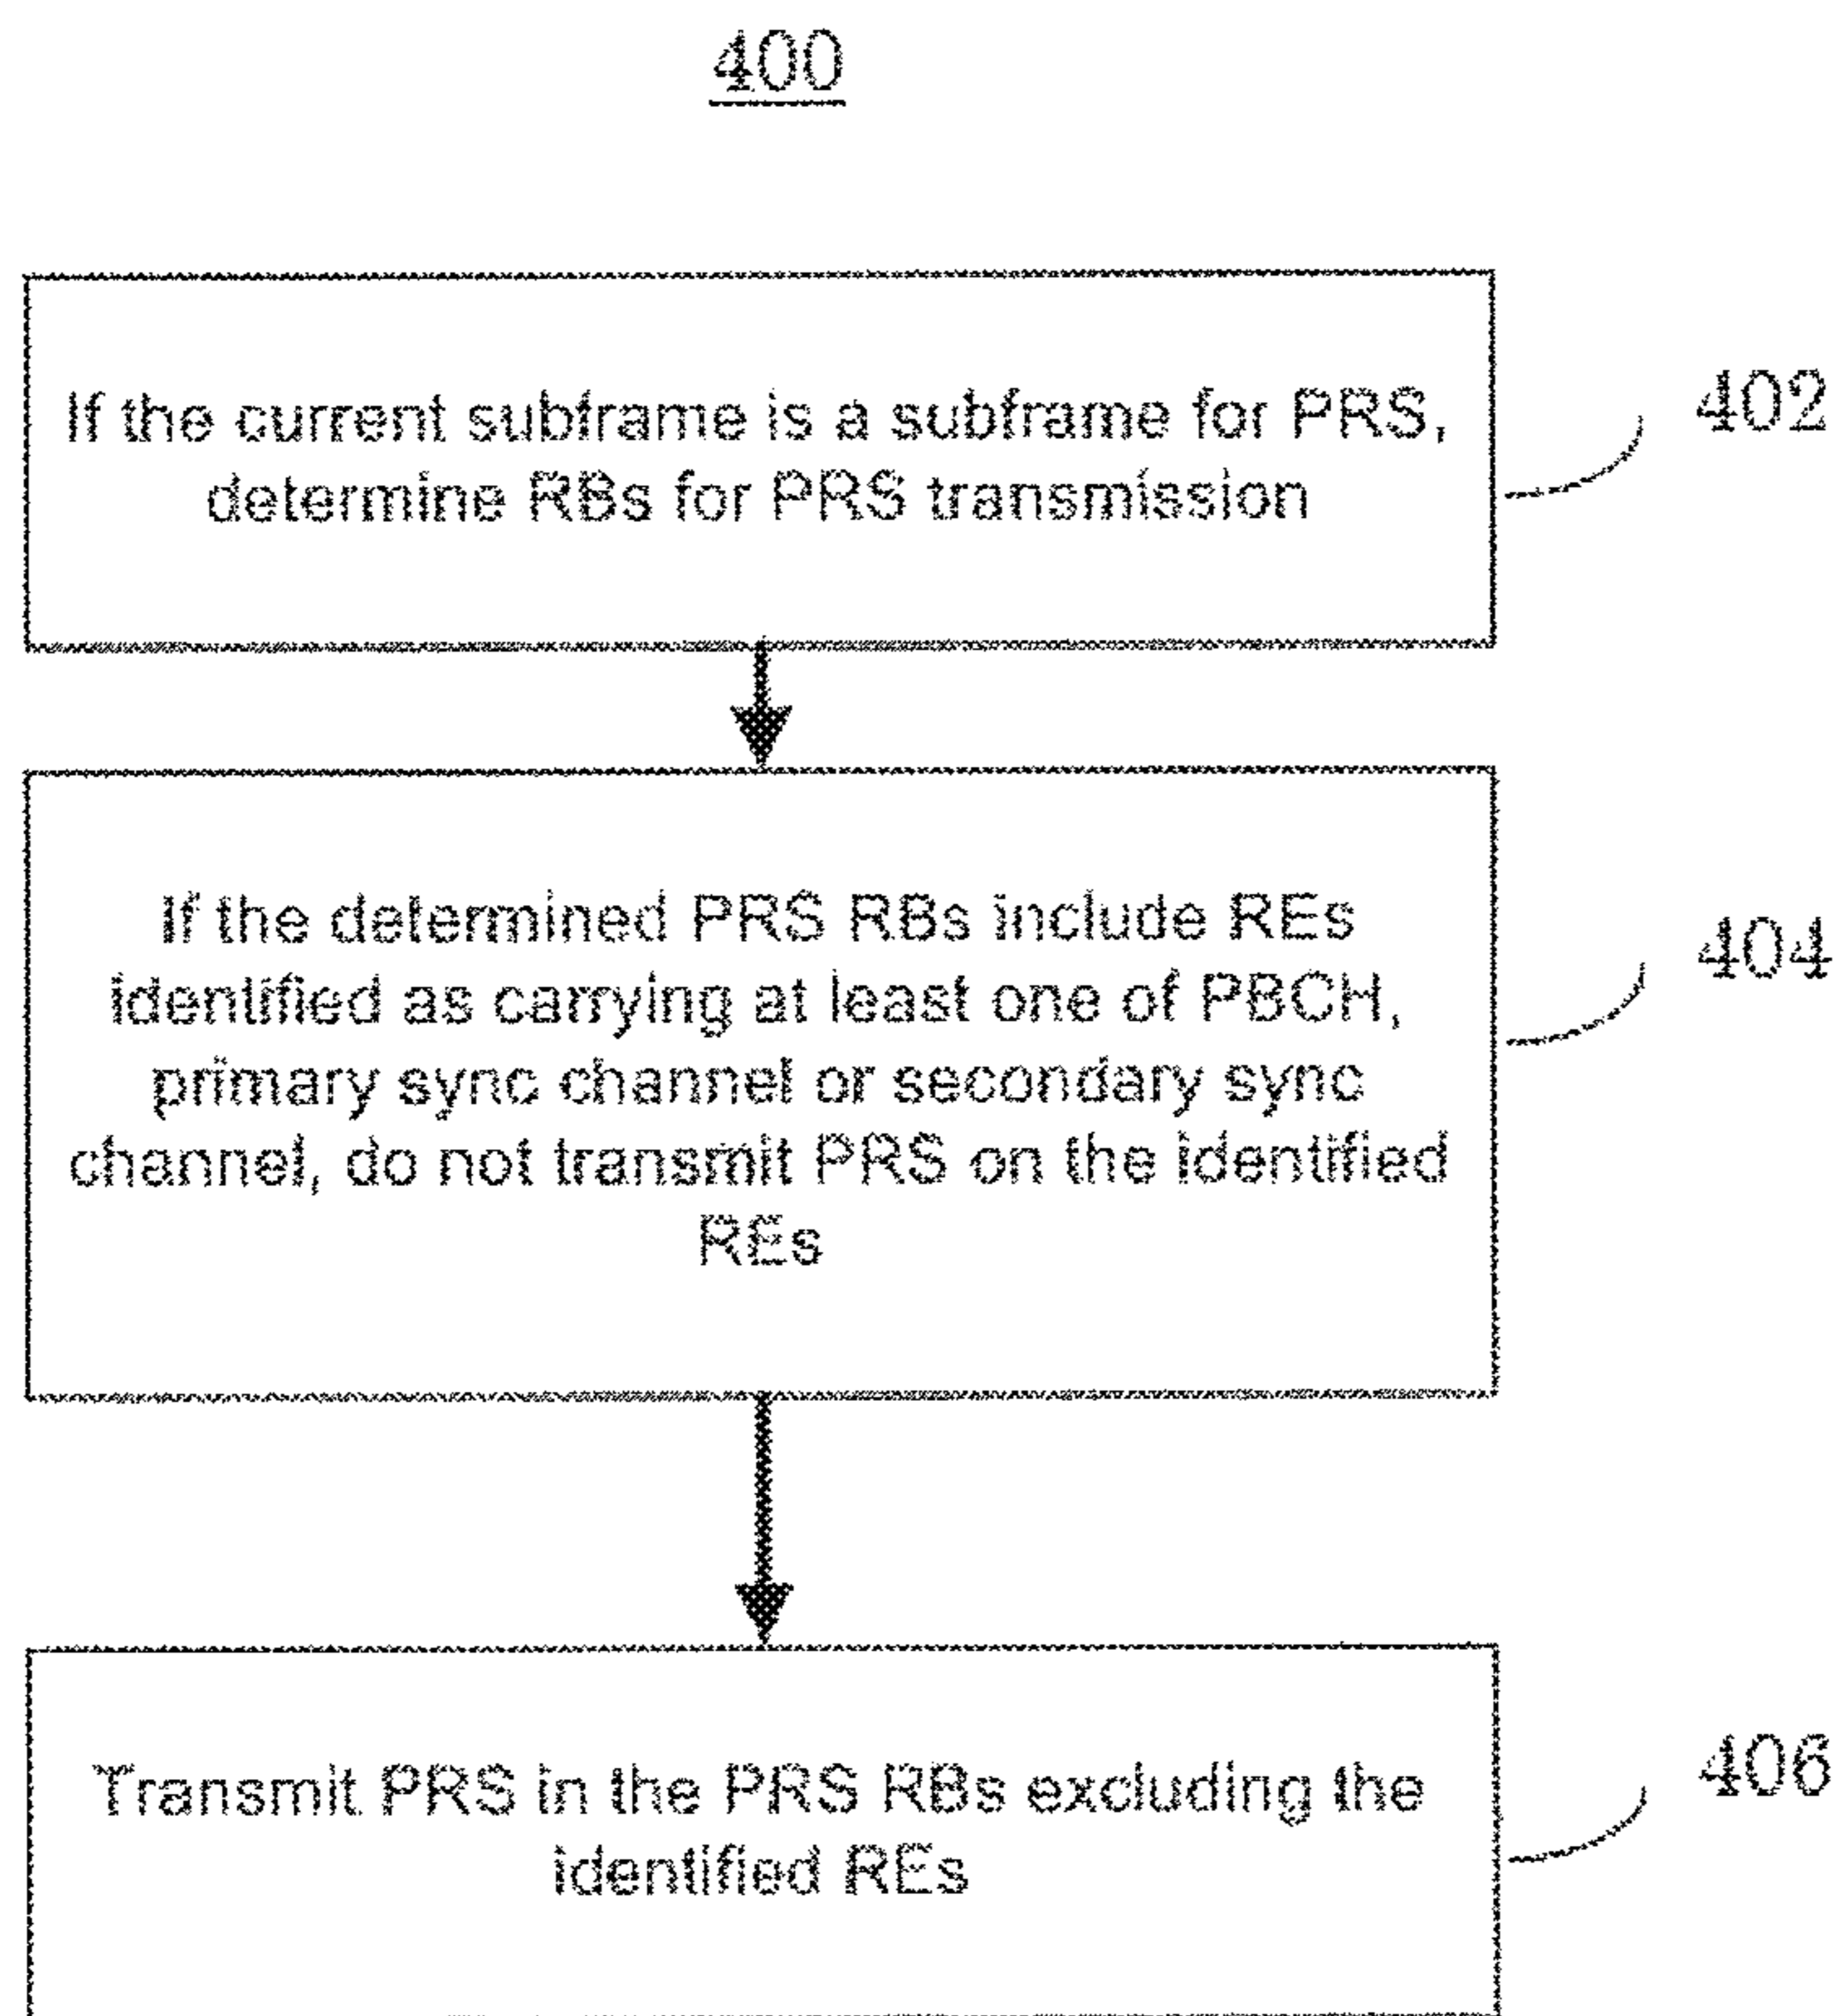 400
If the current subframe is a subframe for PRS,
determine RBs for PRS transmission
402
If the determined PRS RBs include REs
identified as carrying at least one of PBCH,
primary sync channel or secondary sync
channel, do not transmit PRS on the identified
REs
404
Transmit PRS in the PRS RBs excluding the
identified REs
406